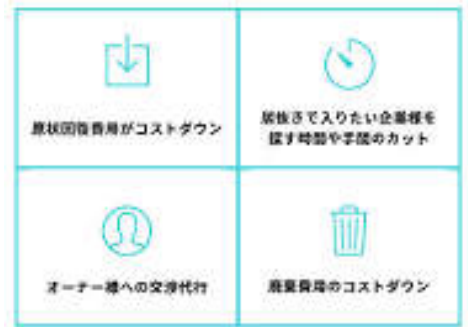 原状回復費用がコストダウン
居抜きで入りたい企業様を
探す時間や手間のカット
オーナー様への交渉代行
廃棄費用のコストダウン